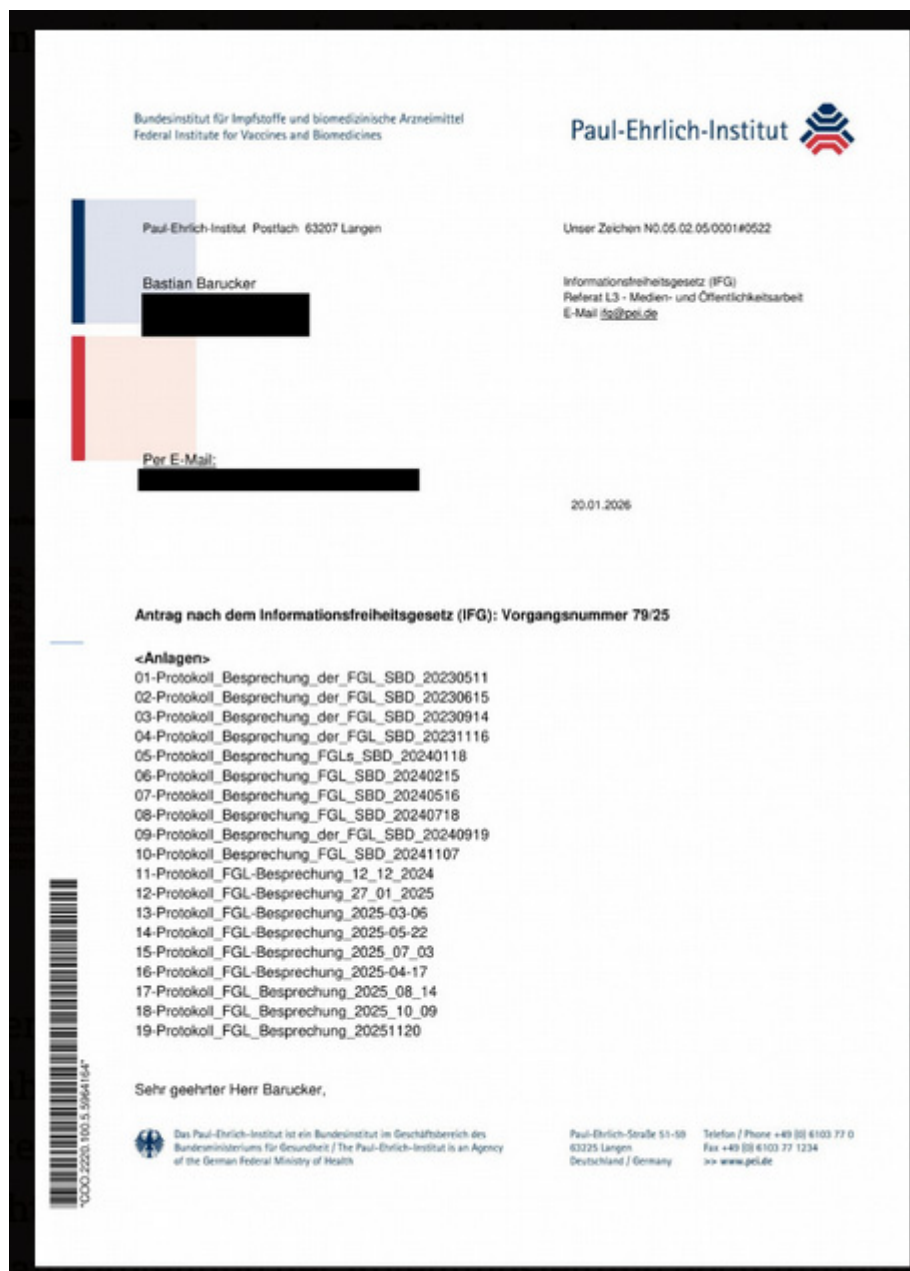 Bundesinstitut für Impfstoffe und biomedizinische Arzneimittel
Federal Institute for Vaccines and Biomedicines
Paul-Ehrlich-Institut
Paul-Ehrlich-Institut Postfach 63207 Langen
Unser Zeichen N0.05.02.05/0001#0522
Bastian Barucker
Informationsfreiheitsgesetz (IFG)
Referat L3 - Medien- und Öffentlichkeitsarbeit
E-Mail ifg@pei.de
Per E-Mail:
20.01.2026
Antrag nach dem Informationsfreiheitsgesetz (IFG): Vorgangsnummer 79/25
<Anlagen>
01-Protokoll_Besprechung_der_FGL_SBD_20230511
02-Protokoll_Besprechung_der_FGL_SBD_20230615
03-Protokoll_Besprechung_der_FGL_SBD_20230914
04-Protokoll_Besprechung_der_FGL_SBD_20231116
05-Protokoll_Besprechung_FGLs_SBD_20240118
06-Protokoll_Besprechung_FGL_SBD_20240215
07-Protokoll_Besprechung_FGL_SBD_20240516
08-Protokoll_Besprechung_FGL_SBD_20240718
09-Protokoll_Besprechung_der_FGL_SBD_20240919
10-Protokoll_Besprechung_FGL_SBD_20241107
11-Protokoll_FGL-Besprechung_12_12_2024
12-Protokoll_FGL-Besprechung_27_01_2025
13-Protokoll_FGL-Besprechung_2025-03-06
14-Protokoll_FGL-Besprechung_2025-05-22
15-Protokoll_FGL-Besprechung_2025_07_03
16-Protokoll_FGL-Besprechung_2025-04-17
17-Protokoll_FGL_Besprechung_2025_08_14
18-Protokoll_FGL_Besprechung_2025_10_09
19-Protokoll_FGL_Besprechung_20251120
Sehr geehrter Herr Barucker,
*COO.2220.100.5.5964164*
Das Paul-Ehrlich-Institut ist ein Bundesinstitut im Geschäftsbereich des
Bundesministeriums für Gesundheit / The Paul-Ehrlich-Institut is an Agency
of the German Federal Ministry of Health
Paul-Ehrlich-Straße 51-59
63225 Langen
Deutschland / Germany
Telefon / Phone +49 (0) 6103 77 0
Fax +49 (0) 6103 77 1234
>> www.pei.de